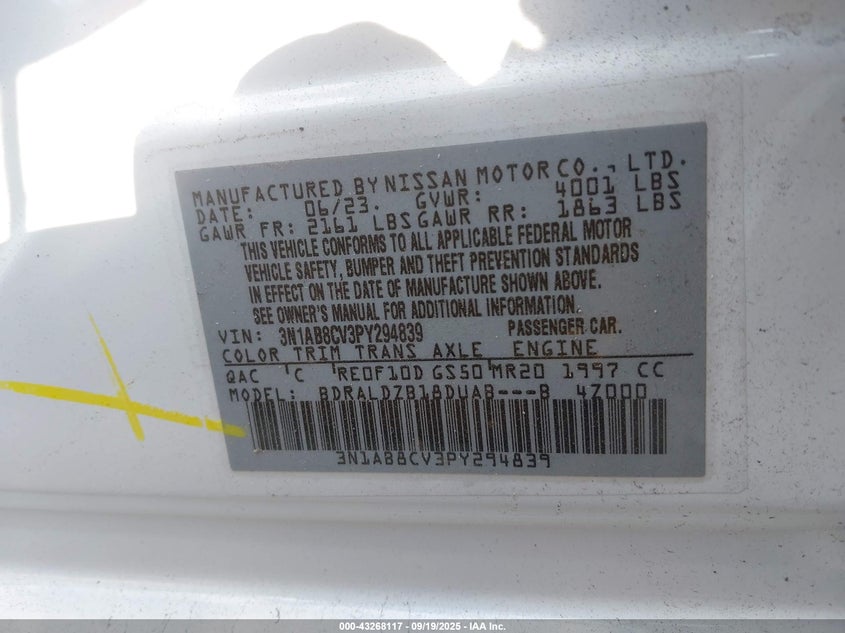 MANUFACTURED BY NISSAN MOTOR CO., LTD.
DATE: 06/23. GVWR: 4001 LBS
GAWR FR: 2161 LBS GAWR RR: 1863 LBS
THIS VEHICLE CONFORMS TO ALL APPLICABLE FEDERAL MOTOR
VEHICLE SAFETY, BUMPER AND THEFT PREVENTION STANDARDS
IN EFFECT ON THE DATE OF MANUFACTURE SHOWN ABOVE.
SEE OWNER'S MANUAL FOR ADDITIONAL INFORMATION.
VIN: 3N1AB8CV3PY294839 PASSENGER CAR.
COLOR TRIM TRANS AXLE ENGINE
QAC C RE0F10D GS50 MR20 1997 CC
MODEL: BDRALDZB18DUAB---B 4Z000
3N1AB8CV3PY294839
000-43268117 - 09/19/2025 - IAA Inc.